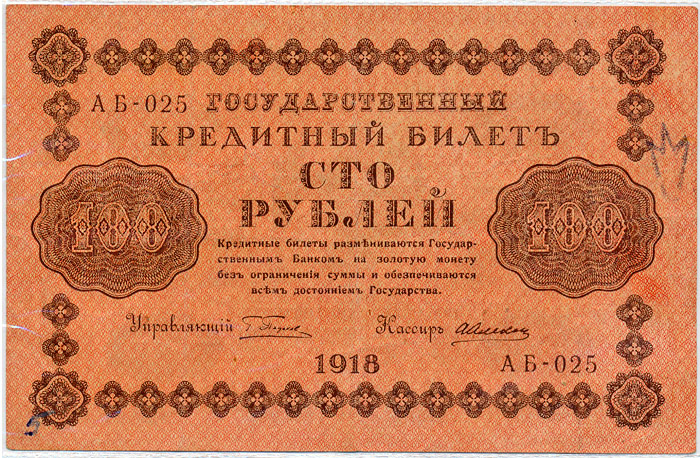 АБ-025 ГОСУДАРСТВЕННЫЙ
КРЕДИТНЫЙ БИЛЕТЪ
СТО
РУБЛЕЙ
100 100
Кредитные билеты размѣниваются Государ-
ственнымъ Банкомъ на золотую монету
безъ ограниченія суммы и обезпечиваются
всѣмъ достояніемъ Государства.
Управляющій Кассиръ
1918 АБ-025